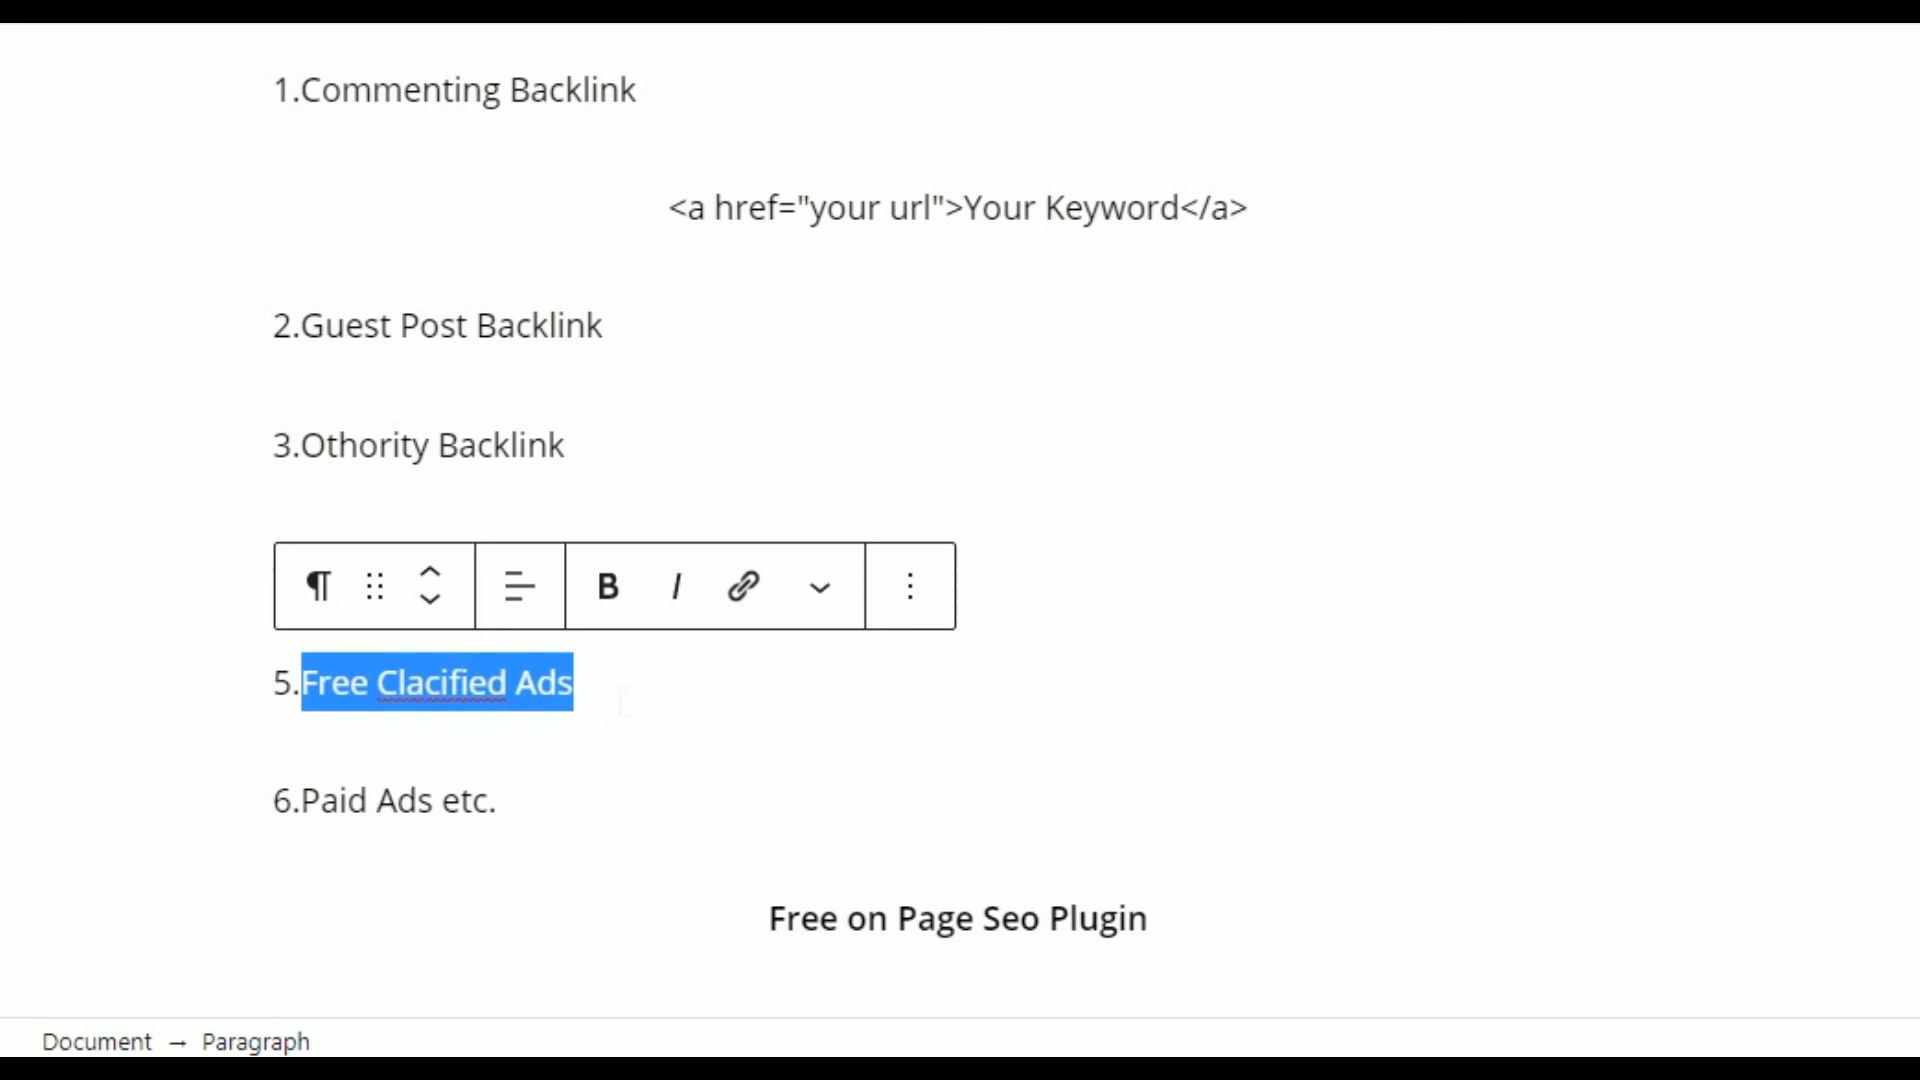 1.Commenting Backlink
<a href="your url">Your Keyword</a>
2.Guest Post Backlink
3.Othority Backlink
B I
5.Free Clacified Ads
6.Paid Ads etc.
Free on Page Seo Plugin
Document → Paragraph